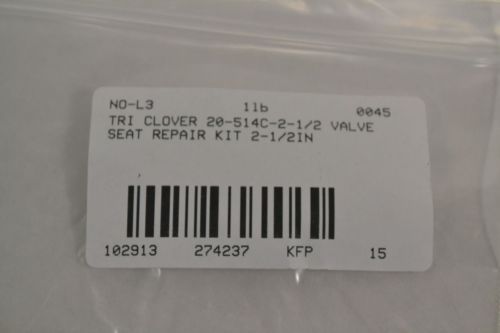 NO-L3 11b 0045
TRI CLOVER 20-514C-2-1/2 VALVE
SEAT REPAIR KIT 2-1/2IN
102913 274237 KFP 15